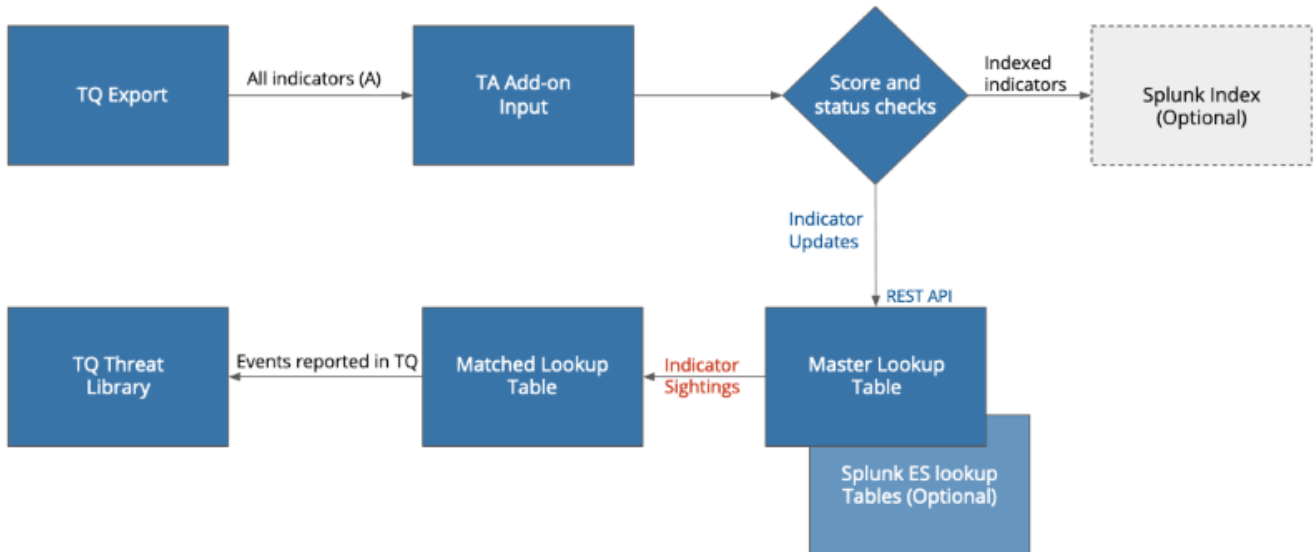 TQ Export
All indicators (A)
TA Add-on
Input
Score and
status checks
Indexed
indicators
Splunk Index
(Optional)
Indicator
Updates
REST API
TQ Threat
Library
Events reported in TQ
Matched Lookup
Table
Indicator
Sightings
Master Lookup
Table
Splunk ES lookup
Tables (Optional)